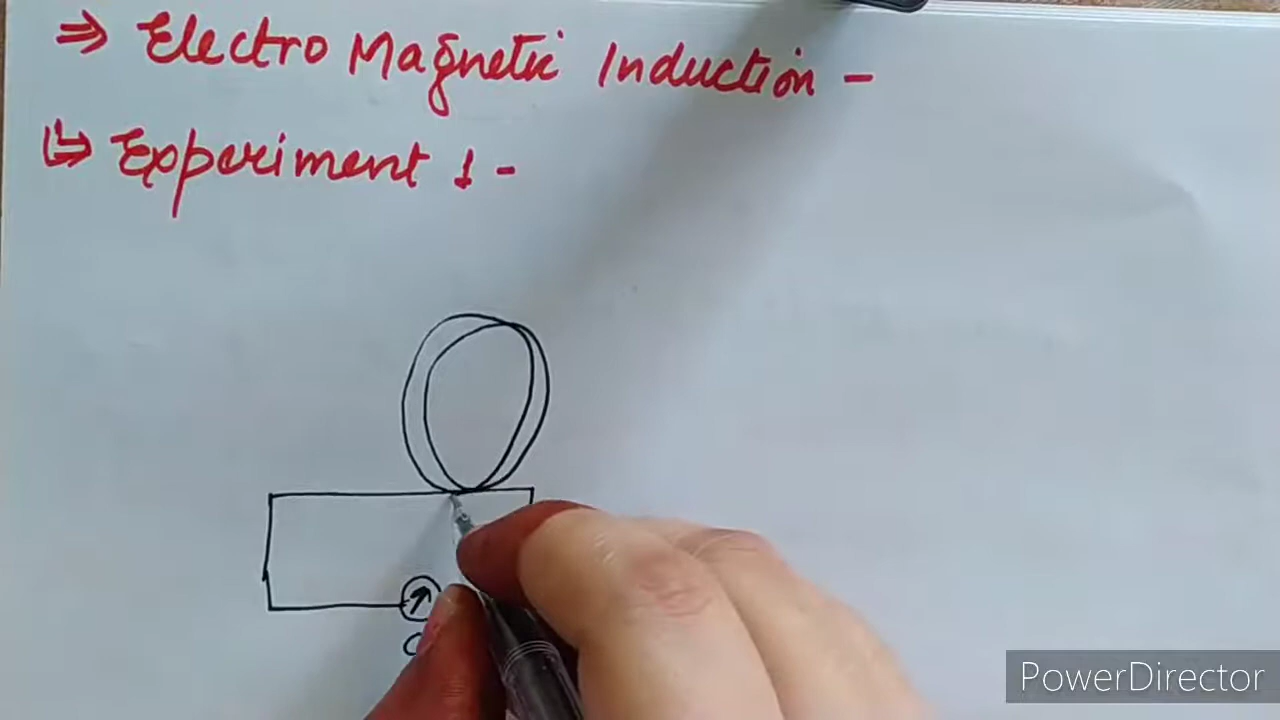 ⇒ Electro Magnetic Induction -
↳ Experiment 1 -
G
PowerDirector